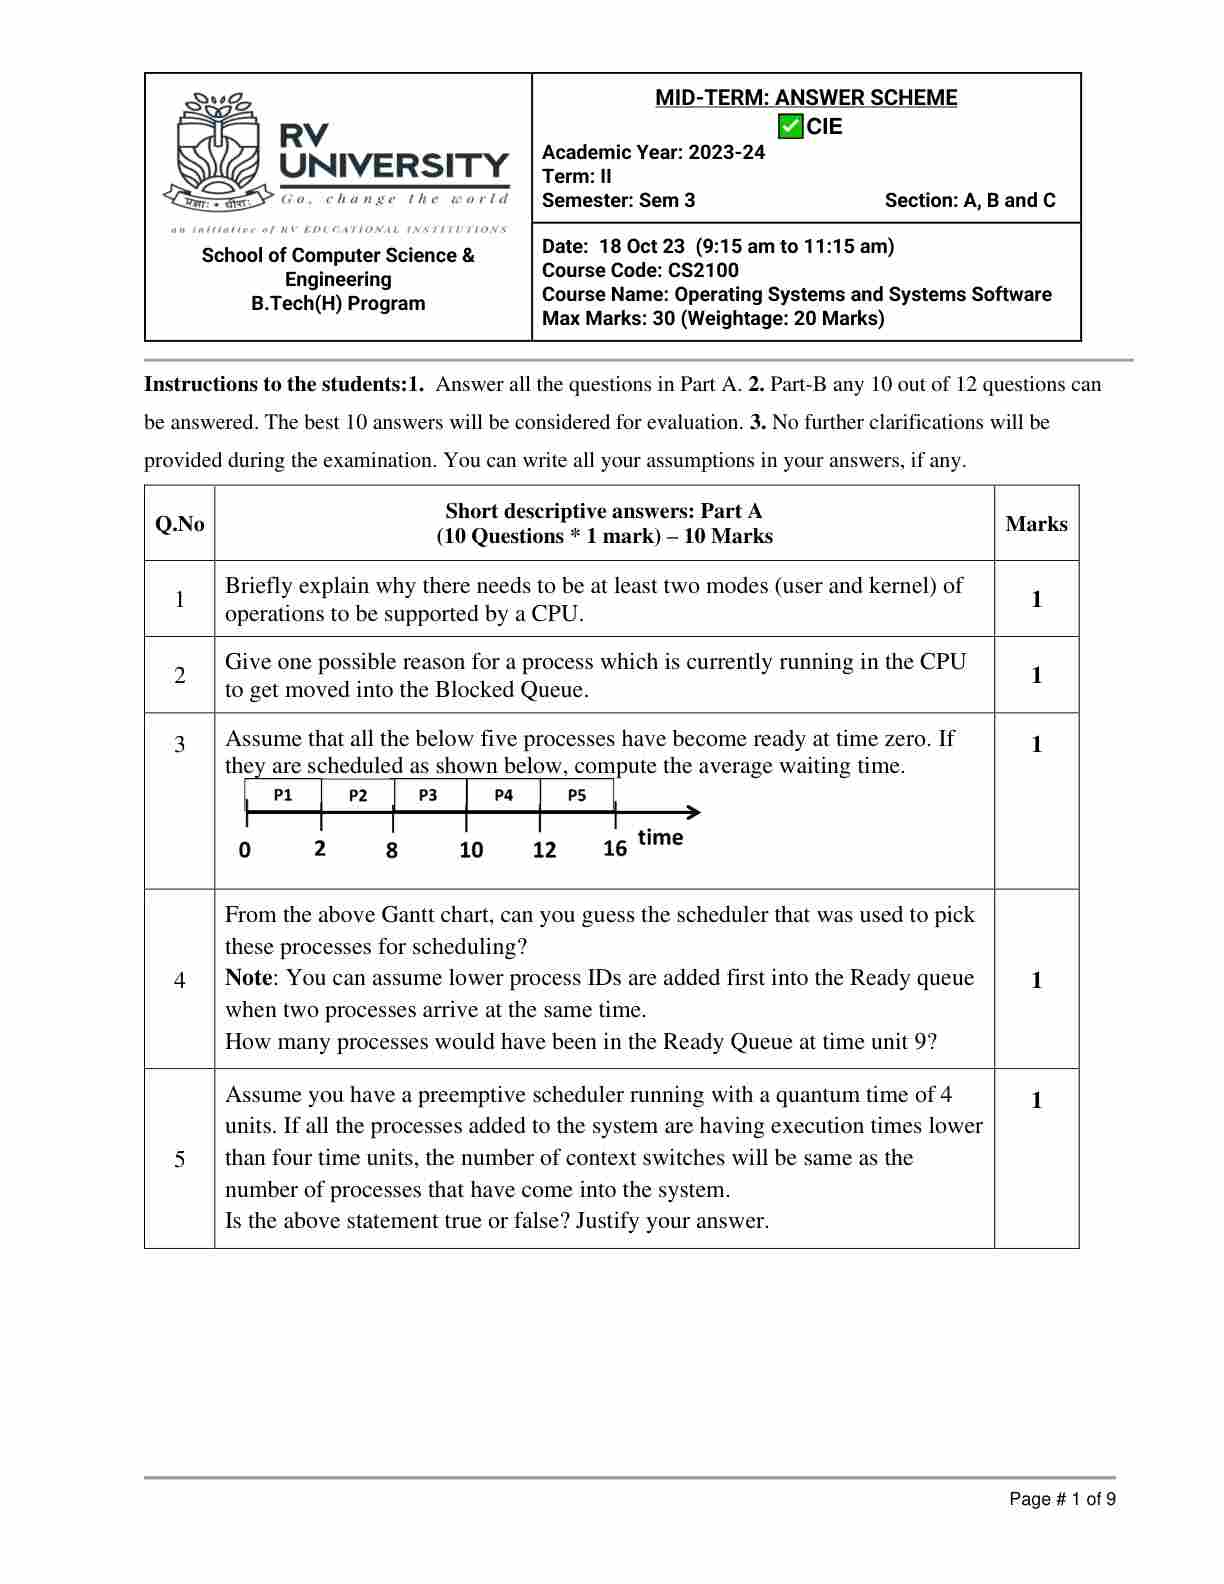 RV
UNIVERSITY
Go, change the world
an initiative of RV EDUCATIONAL INSTITUTIONS
School of Computer Science &
Engineering
B.Tech(H) Program
MID-TERM: ANSWER SCHEME
✅CIE
Academic Year: 2023-24
Term: II
Semester: Sem 3 Section: A, B and C
Date: 18 Oct 23 (9:15 am to 11:15 am)
Course Code: CS2100
Course Name: Operating Systems and Systems Software
Max Marks: 30 (Weightage: 20 Marks)
Instructions to the students:1. Answer all the questions in Part A. 2. Part-B any 10 out of 12 questions can
be answered. The best 10 answers will be considered for evaluation. 3. No further clarifications will be
provided during the examination. You can write all your assumptions in your answers, if any.
Q.No
Short descriptive answers: Part A
(10 Questions * 1 mark) – 10 Marks
Marks
1
Briefly explain why there needs to be at least two modes (user and kernel) of
operations to be supported by a CPU.
1
2
Give one possible reason for a process which is currently running in the CPU
to get moved into the Blocked Queue.
1
3
Assume that all the below five processes have become ready at time zero. If
they are scheduled as shown below, compute the average waiting time.
P1 P2 P3 P4 P5
time
0 2 8 10 12 16
1
4
From the above Gantt chart, can you guess the scheduler that was used to pick
these processes for scheduling?
Note: You can assume lower process IDs are added first into the Ready queue
when two processes arrive at the same time.
How many processes would have been in the Ready Queue at time unit 9?
1
5
Assume you have a preemptive scheduler running with a quantum time of 4
units. If all the processes added to the system are having execution times lower
than four time units, the number of context switches will be same as the
number of processes that have come into the system.
Is the above statement true or false? Justify your answer.
1
Page # 1 of 9